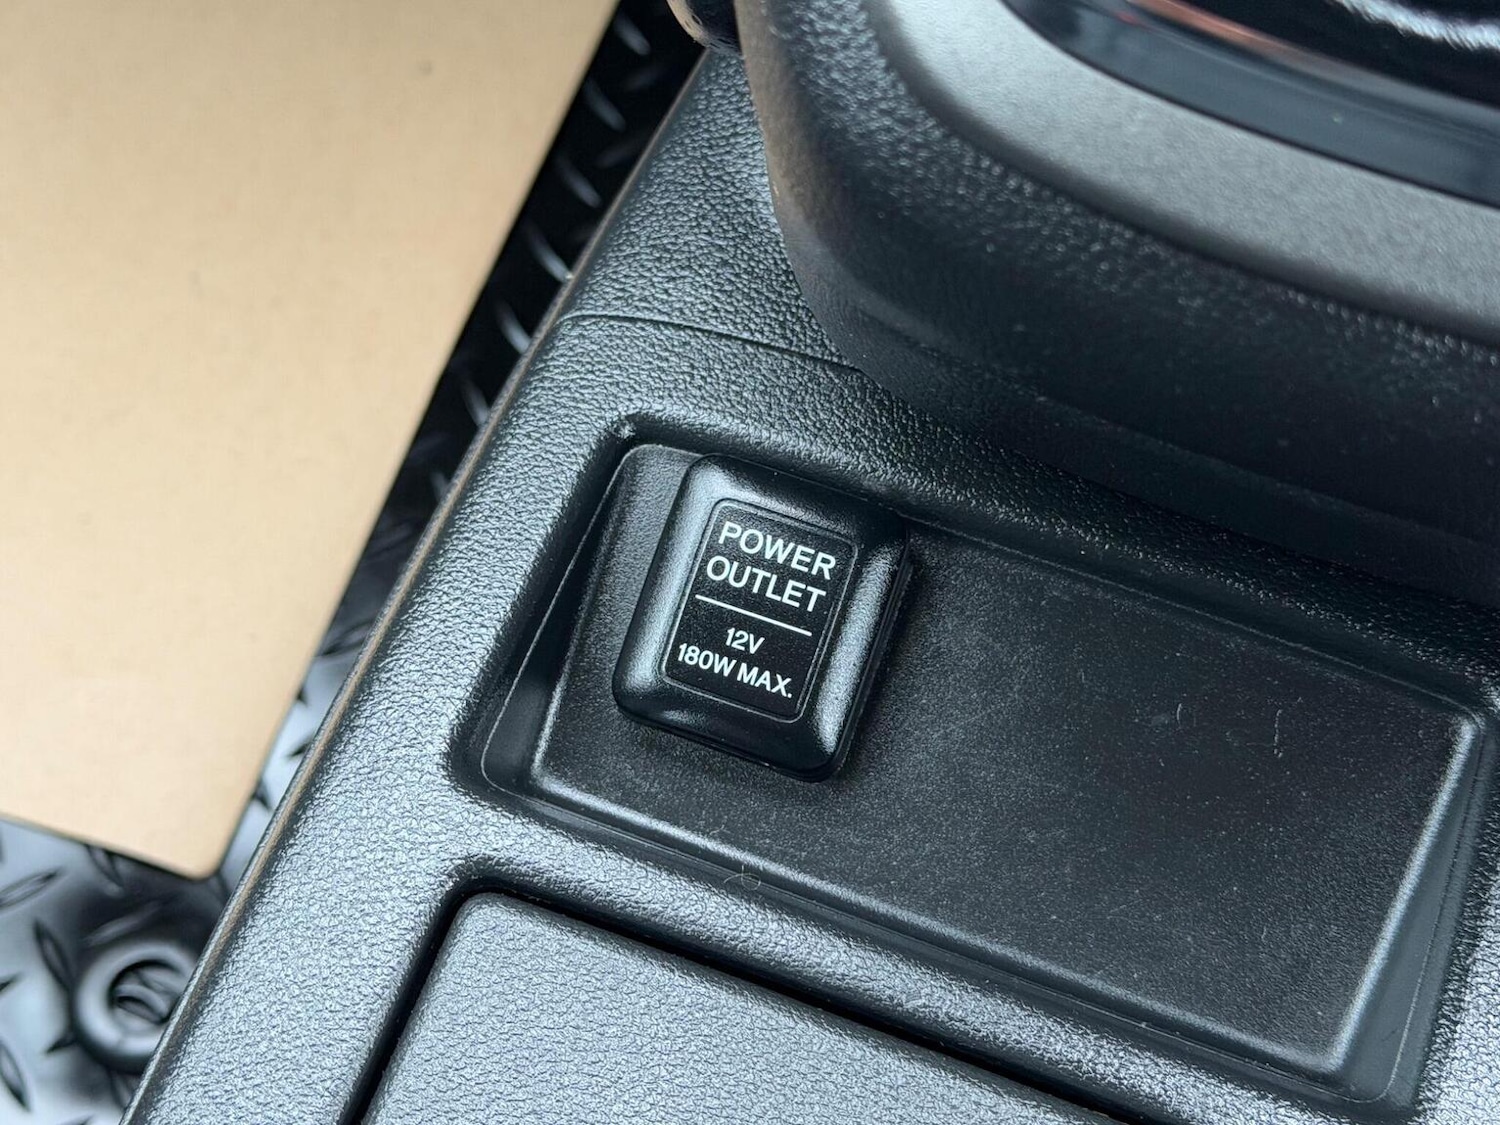 POWER
OUTLET
12V
180W MAX.